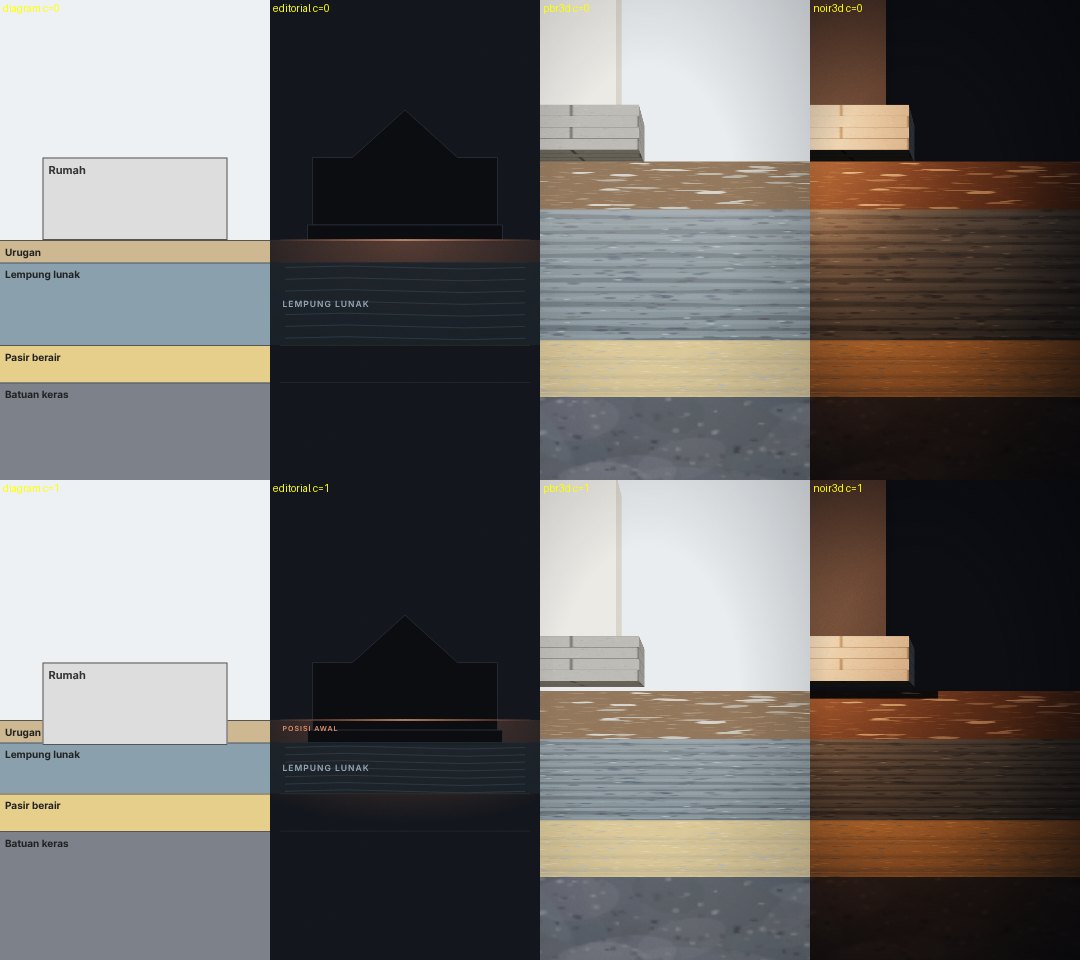 diagram c=0
editorial c=0
pbr3d c=0
noir3d c=0
Rumah
Urugan
Lempung lunak
LEMPUNG LUNAK
Pasir berair
Batuan keras
diagram c=1
editorial c=1
pbr3d c=1
noir3d c=1
Rumah
Urugan
POSISI AWAL
Lempung lunak
LEMPUNG LUNAK
Pasir berair
Batuan keras